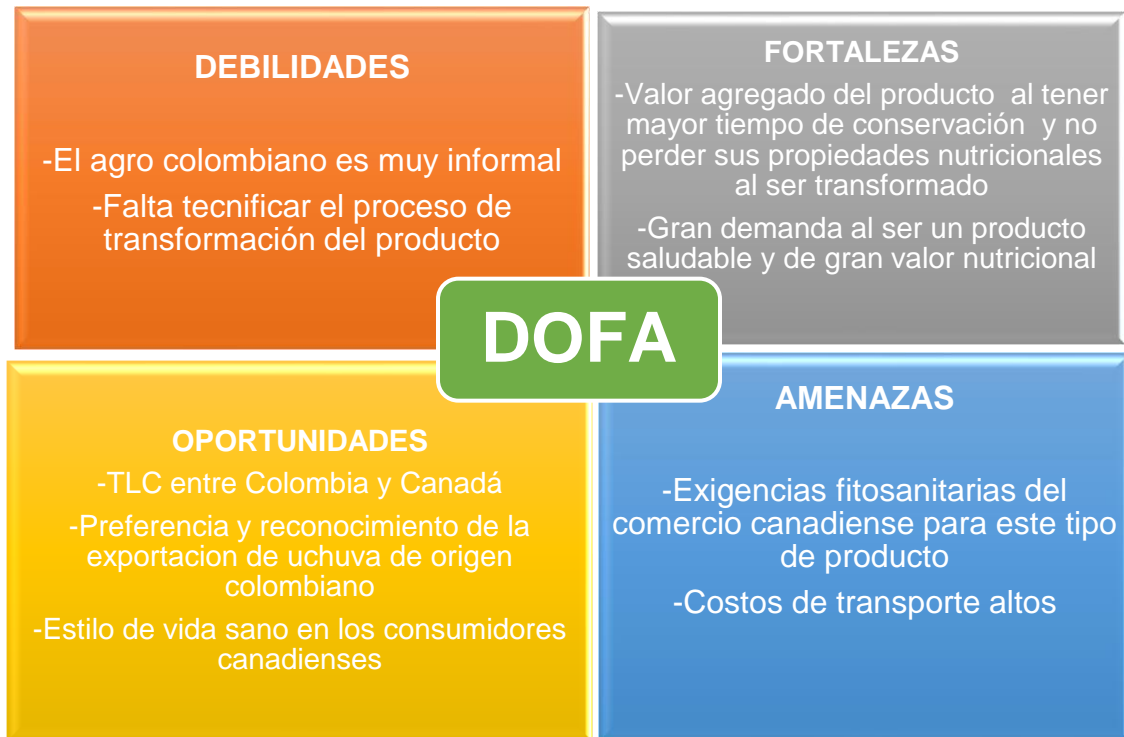 DEBILIDADES
-El agro colombiano es muy informal
-Falta tecnificar el proceso de
transformación del producto
FORTALEZAS
-Valor agregado del producto al tener
mayor tiempo de conservación y no
perder sus propiedades nutricionales
al ser transformado
-Gran demanda al ser un producto
saludable y de gran valor nutricional
DOFA
OPORTUNIDADES
-TLC entre Colombia y Canadá
-Preferencia y reconocimiento de la
exportacion de uchuva de origen
colombiano
-Estilo de vida sano en los consumidores
canadienses
AMENAZAS
-Exigencias fitosanitarias del
comercio canadiense para este tipo
de producto
-Costos de transporte altos